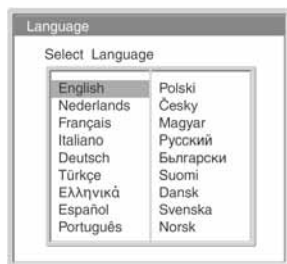 Language
Select Language
English
Nederlands
Français
Italiano
Deutsch
Türkçe
Ελληνικά
Español
Português
Polski
Česky
Magyar
Русский
Български
Suomi
Dansk
Svenska
Norsk